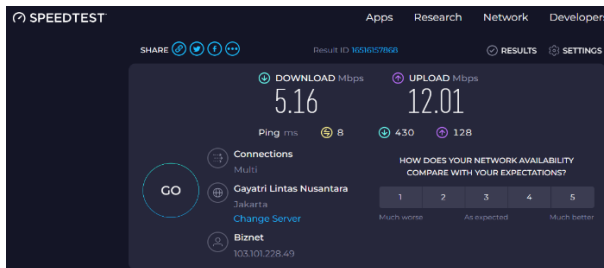 SPEEDTEST
Apps Research Network Developers
SHARE Result ID 16516157868 RESULTS SETTINGS
DOWNLOAD Mbps UPLOAD Mbps
5.16 12.01
Ping ms 8 430 128
Connections
Multi
HOW DOES YOUR NETWORK AVAILABILITY
COMPARE WITH YOUR EXPECTATIONS?
GO
Gayatri Lintas Nusantara
Jakarta
Change Server
1 2 3 4 5
Much worse As expected Much better
Biznet
103.101.228.49